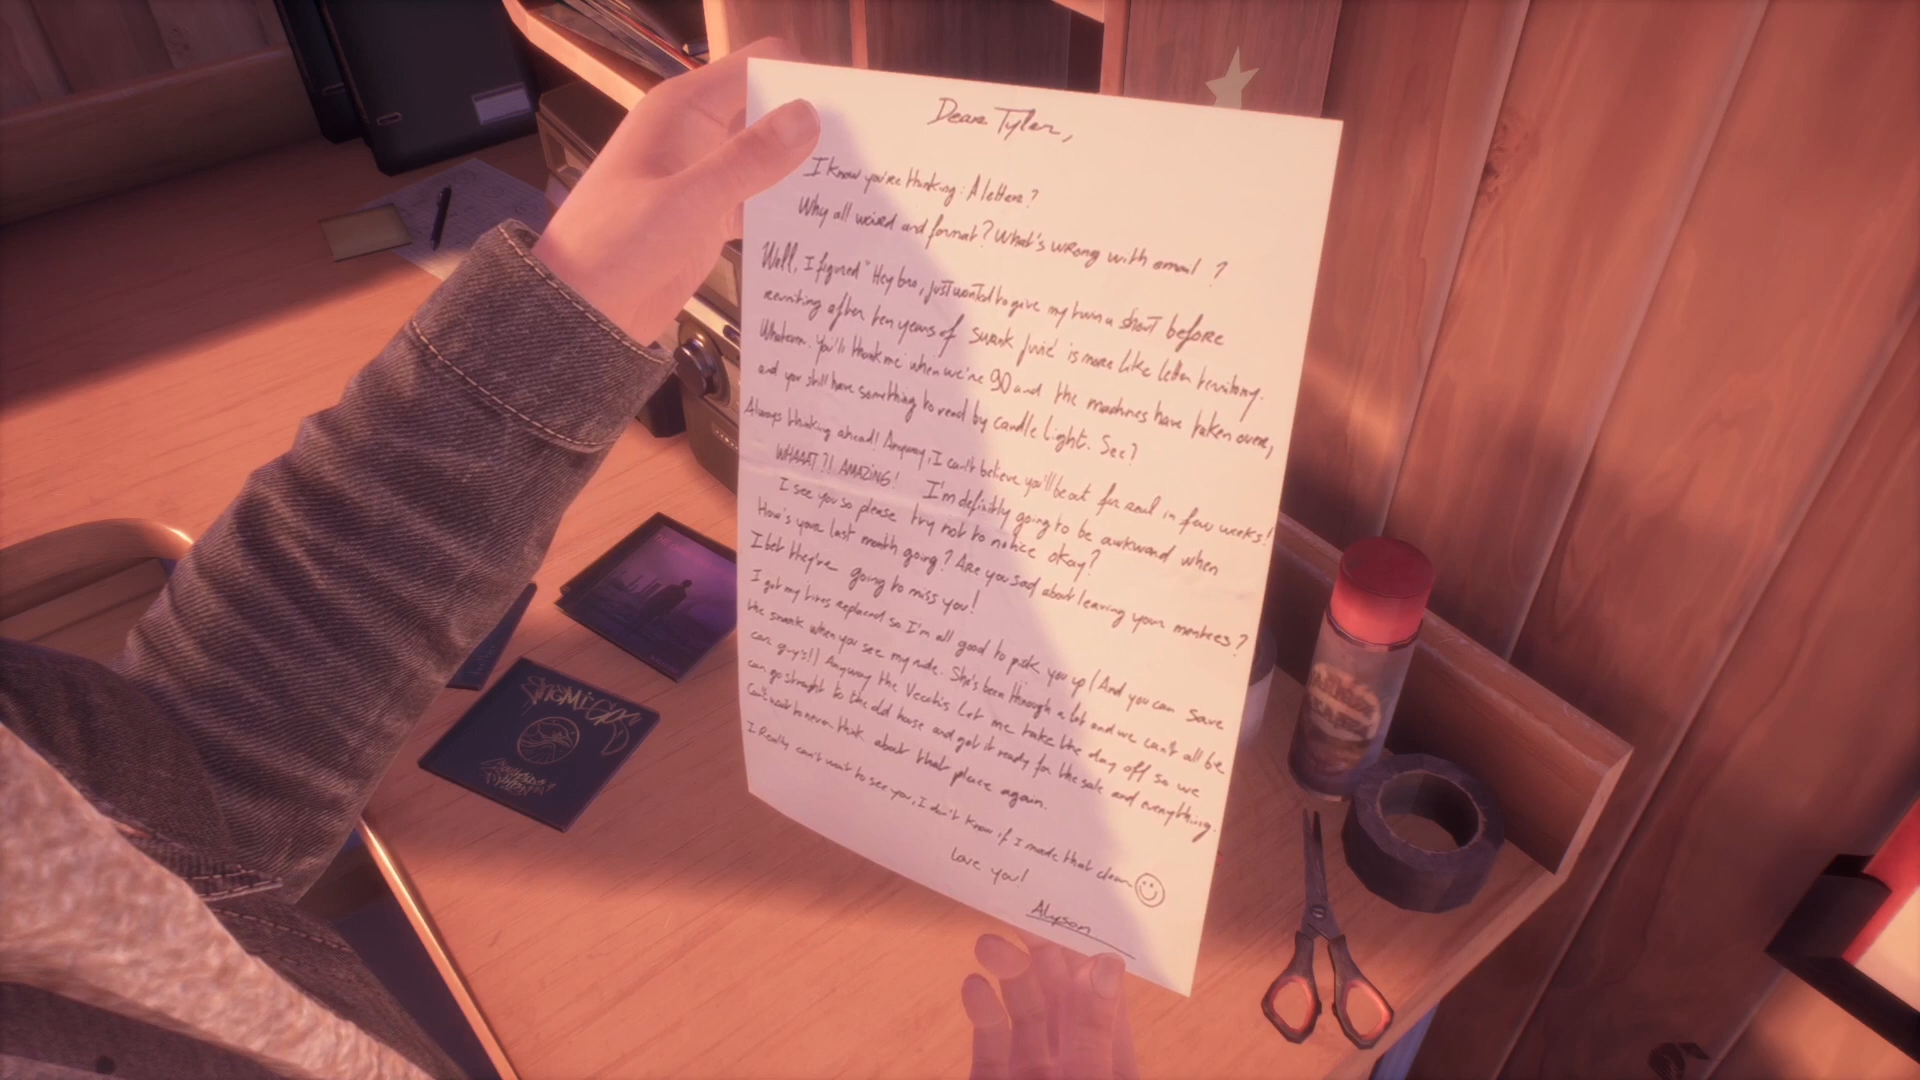 Dear Tyler,
I know you're thinking: A letter?
Why all weird and format? What's wrong with email ?
Well, I figured "Hey bro, just wanted to give my twin a shout before
reuniting after ten years of swank juvie' is more like letter territory.
Whatever. You'll thank me when we're 90 and the machines have taken over,
and you still have something to read by candle light. See?
Always thinking ahead! Anyway, I can't believe you'll be out for real in few weeks!
WHAAAT?! AMAZING! I'm definitly going to be awkward when
I see you so please try not to notice okay?
How's your last month going? Are you sad about leaving your mentees?
I bet they're going to miss you!
I got my tires replaced so I'm all good to pick you up! And you can save
the snark when you see my ride. She's been through a lot and we can't all be
car guys!! Anyway the Vecchis let me take the day off so we
can go straight to the old house and get it ready for the sale and everything.
Can't wait to never think about that place again.
I Really can't wait to see you, I don't know if I made that clear
Love you!
Alyson